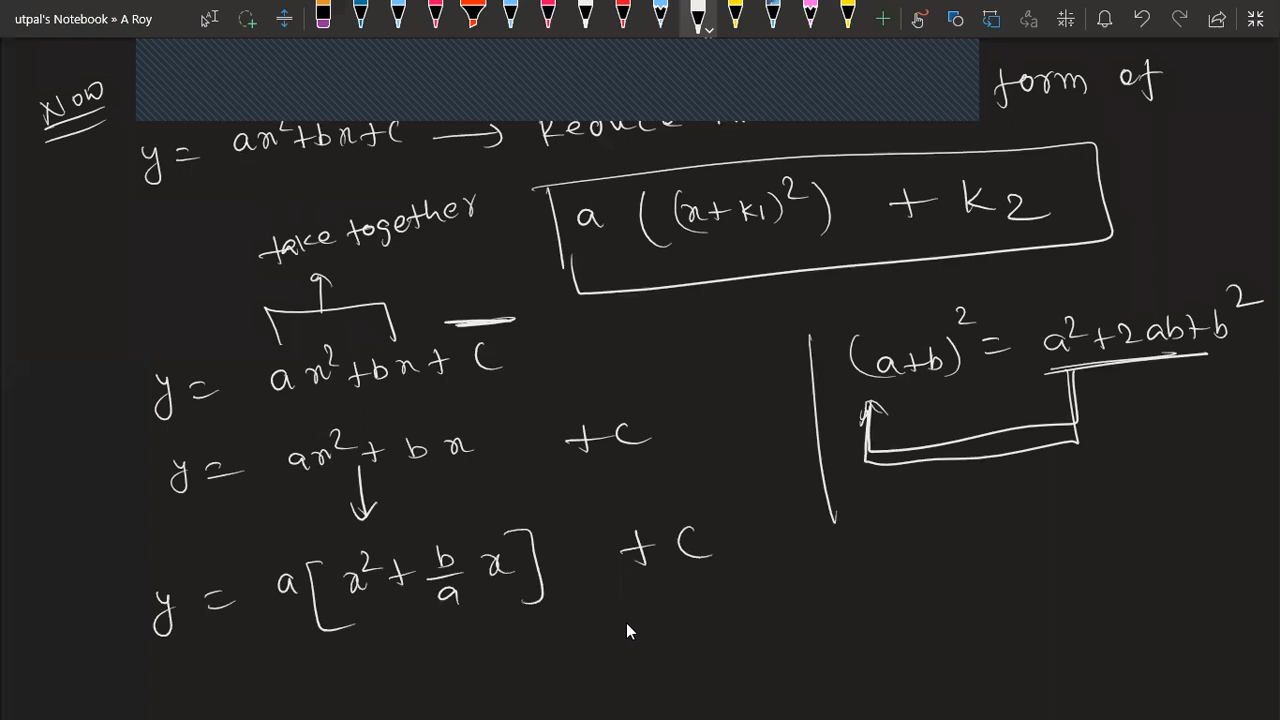 utpal's Notebook » A Roy
Now form of
y = ax²+bx+c → Reduce
take together
a ((x+k1)²) + k2
y = ax²+bx+c
(a+b)² = a²+2ab+b²
y = ax²+bx +c
y = a[x²+b/a x] + c